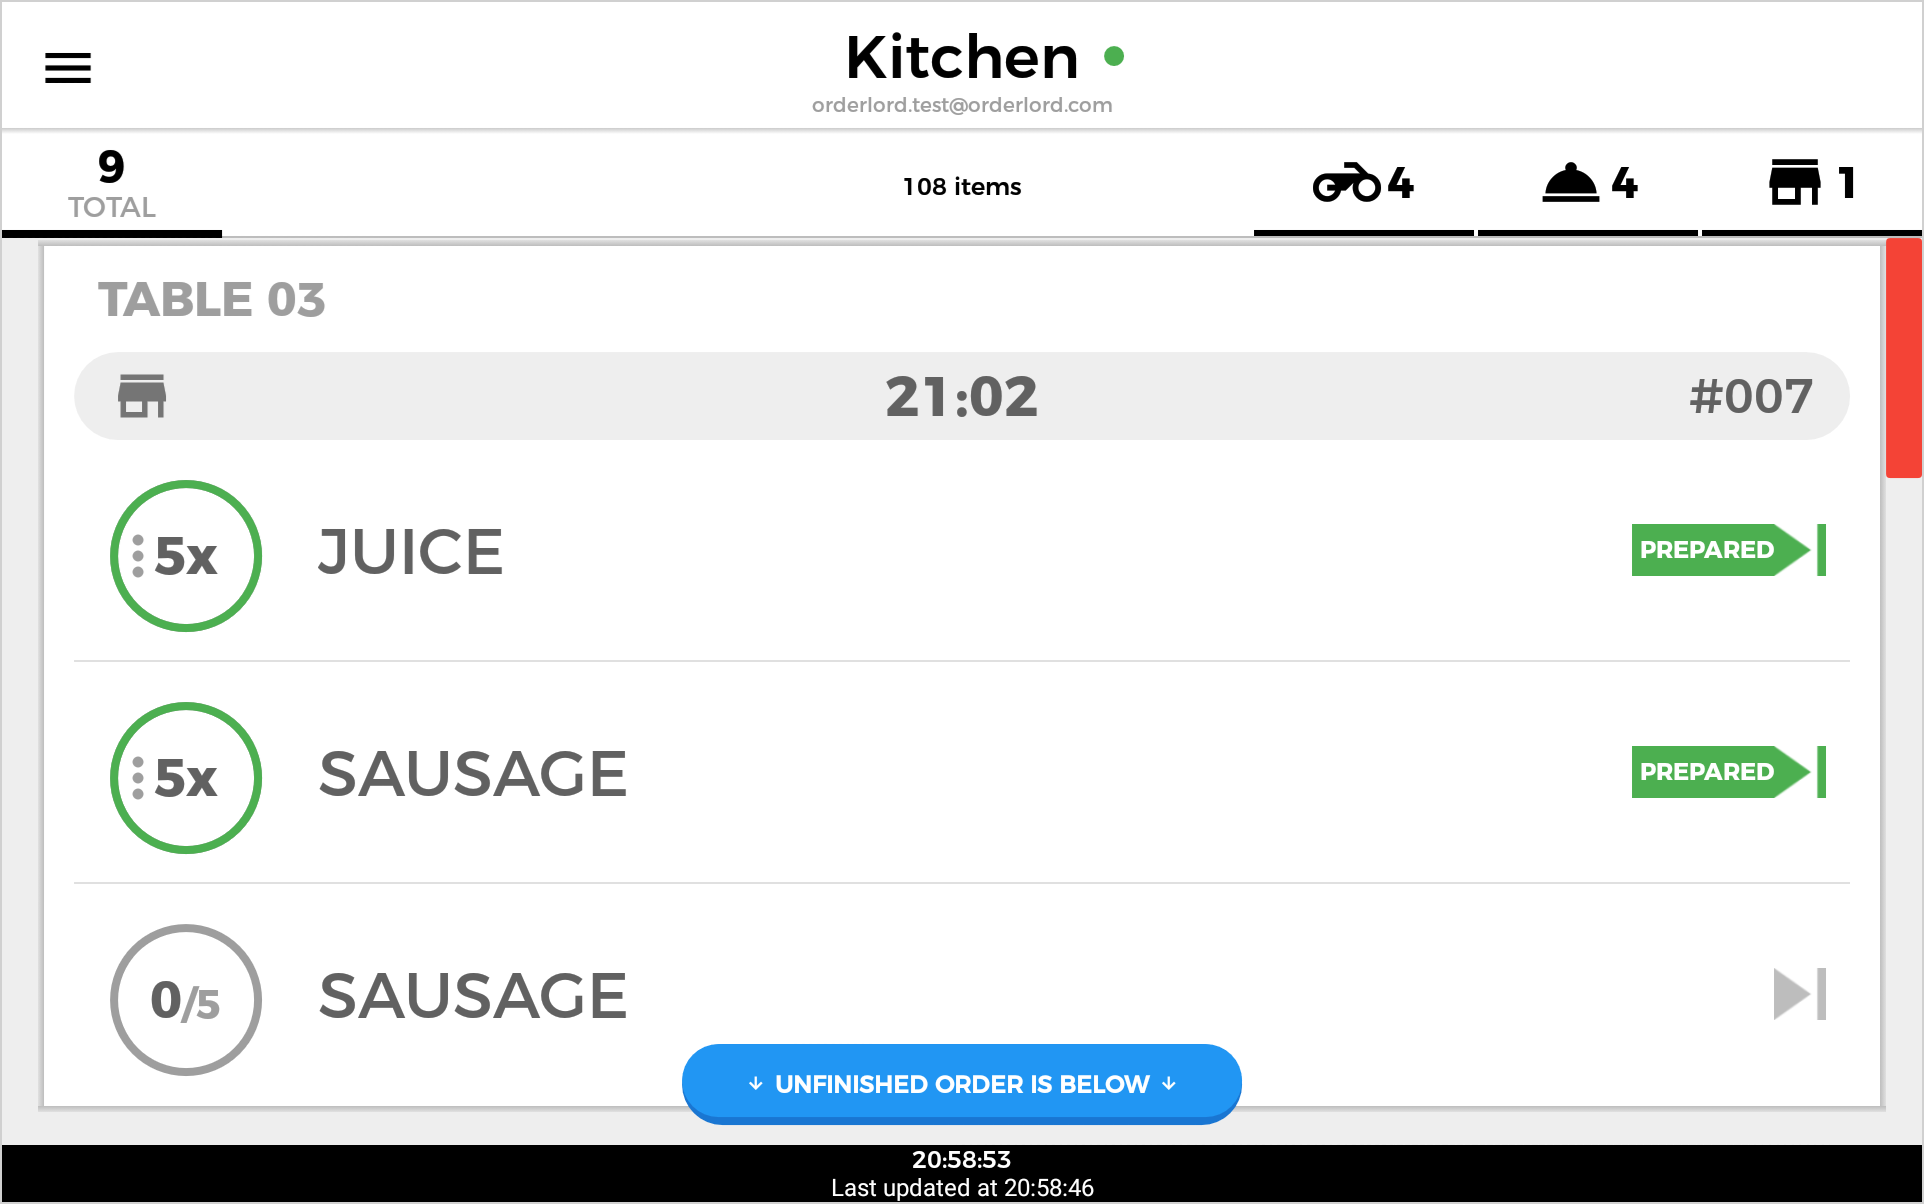 Kitchen
orderlord.test@orderlord.com
9
TOTAL
108 items
4
4
1
TABLE 03
21:02
#007
5x
JUICE
PREPARED
5x
SAUSAGE
PREPARED
0/5
SAUSAGE
↓ UNFINISHED ORDER IS BELOW ↓
20:58:53
Last updated at 20:58:46